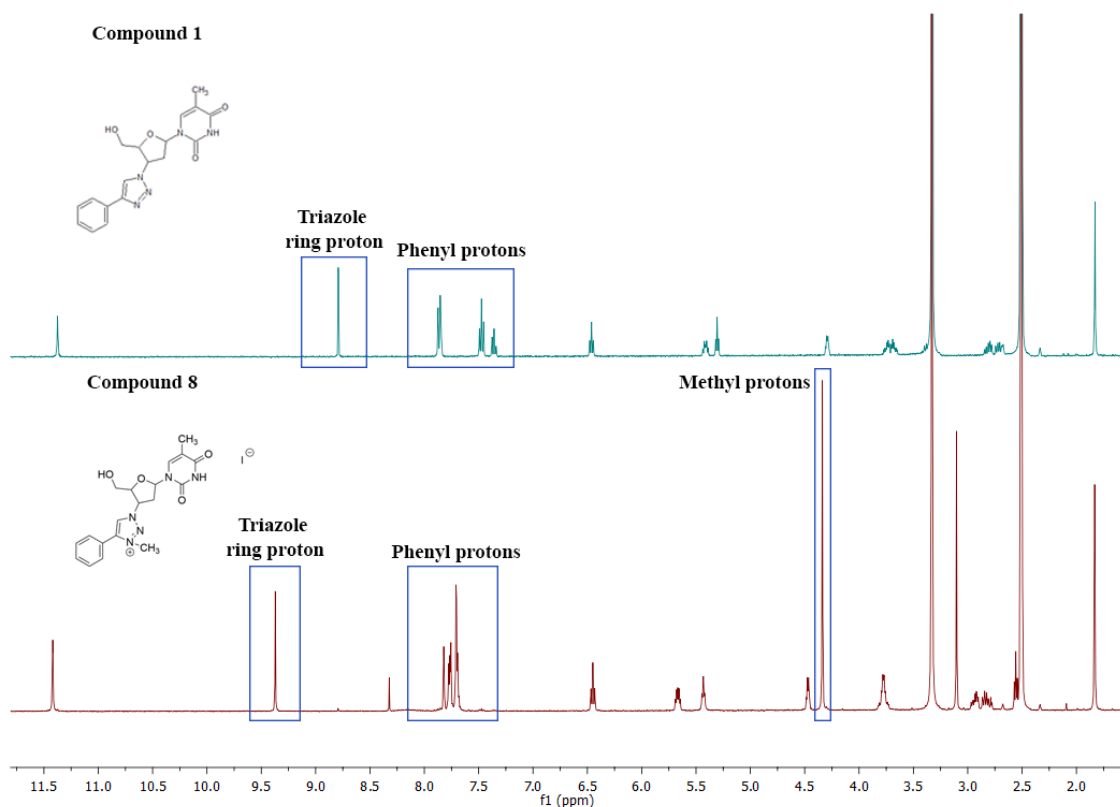 Compound 1
CH₃
O
HO
O
N
NH
O
N
N
N
Triazole
ring proton
Phenyl protons
Compound 8
Methyl protons
CH₃
O
I⊖
HO
O
N
NH
O
N
N
N
CH₃
⊕
Triazole
ring proton
Phenyl protons
11.5 11.0 10.5 10.0 9.5 9.0 8.5 8.0 7.5 7.0 6.5 6.0 5.5 5.0 4.5 4.0 3.5 3.0 2.5 2.0
f1 (ppm)